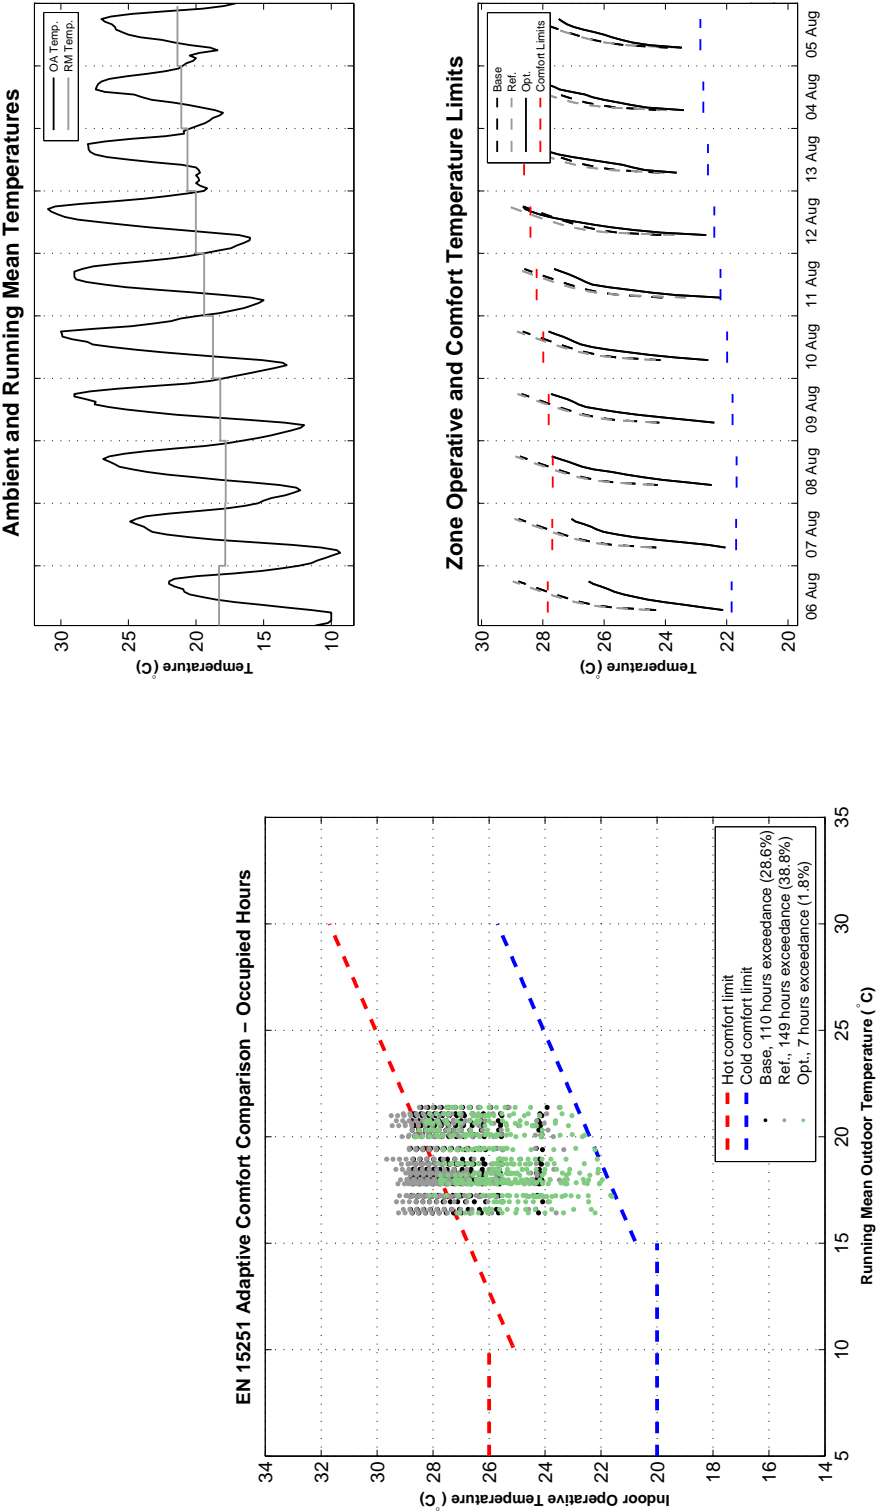 EN 15251 Adaptive Comfort Comparison – Occupied Hours
Indoor Operative Temperature (°C)
34
32
30
28
26
24
22
20
18
16
14
5
10
15
20
25
30
35
Running Mean Outdoor Temperature (°C)
Hot comfort limit
Cold comfort limit
Base, 110 hours exceedance (28.6%)
Ref., 149 hours exceedance (38.8%)
Opt., 7 hours exceedance (1.8%)
Ambient and Running Mean Temperatures
Temperature (°C)
30
25
20
15
10
OA Temp.
RM Temp.
Zone Operative and Comfort Temperature Limits
Temperature (°C)
30
28
26
24
22
20
Base
Ref.
Opt.
Comfort Limits
06 Aug
07 Aug
08 Aug
09 Aug
10 Aug
11 Aug
12 Aug
13 Aug
04 Aug
05 Aug